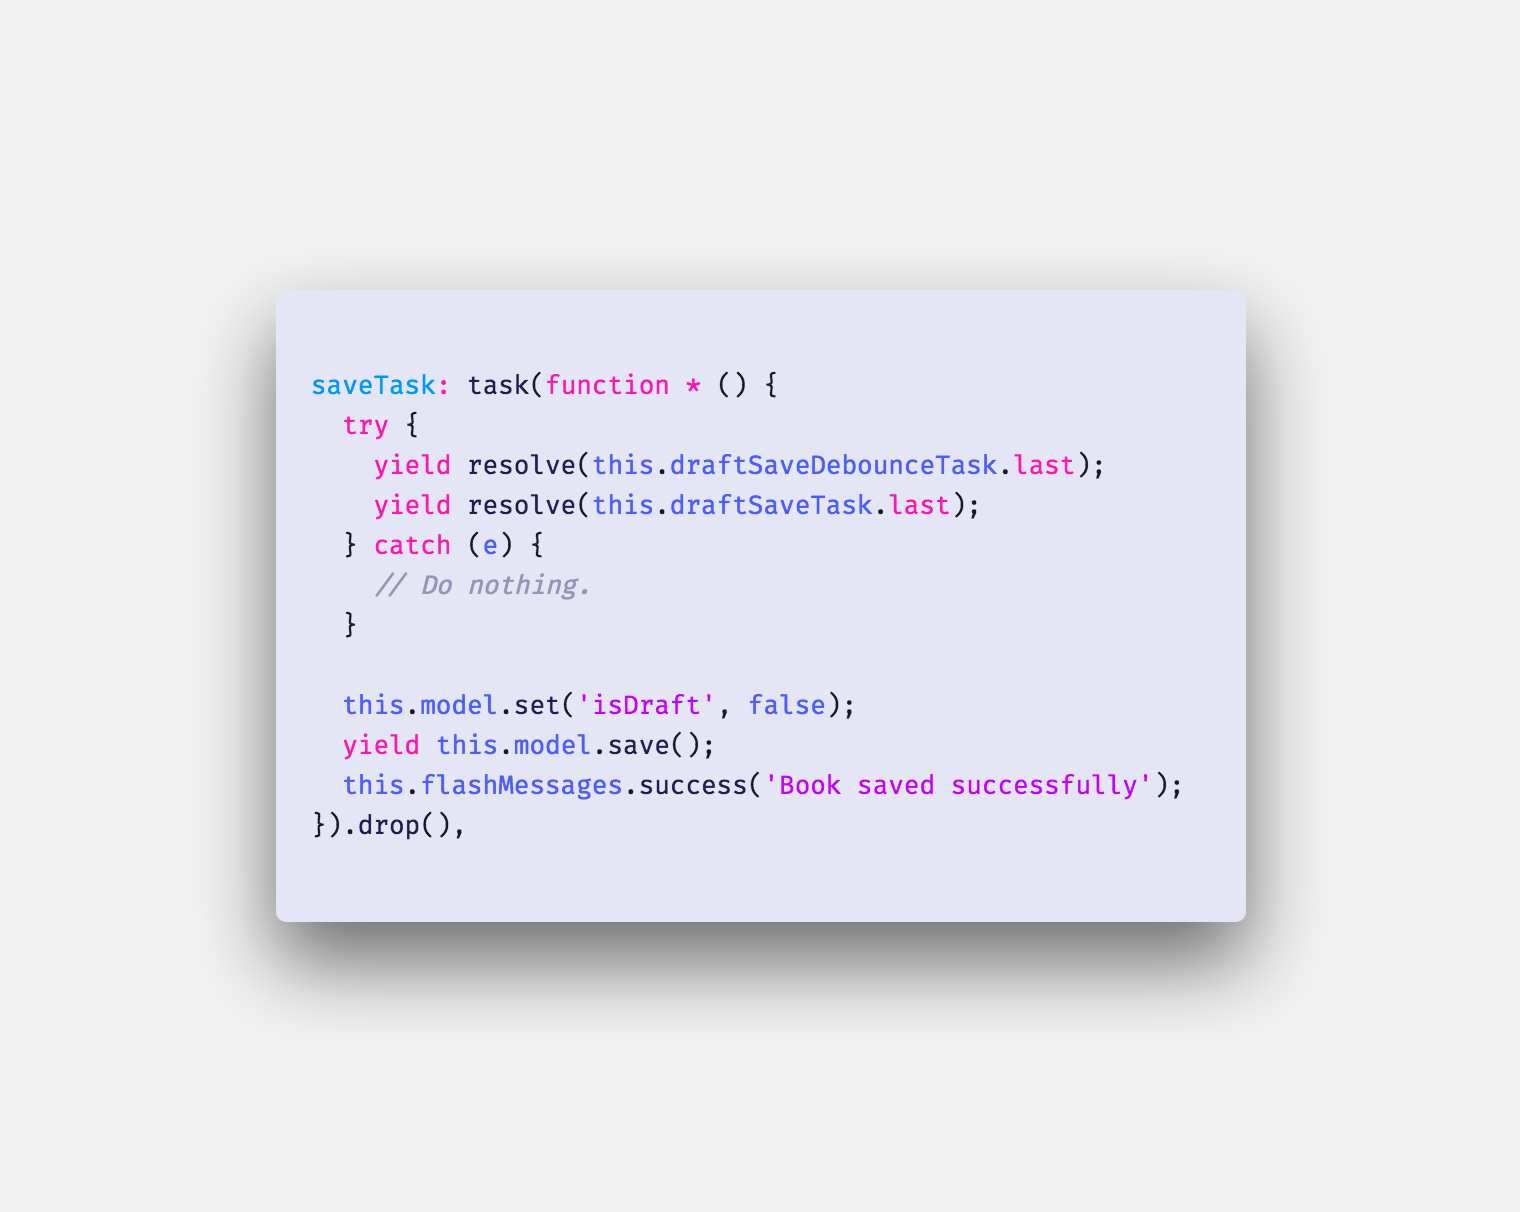 saveTask: task(function * () {
  try {
    yield resolve(this.draftSaveDebounceTask.last);
    yield resolve(this.draftSaveTask.last);
  } catch (e) {
    // Do nothing.
  }

  this.model.set('isDraft', false);
  yield this.model.save();
  this.flashMessages.success('Book saved successfully');
}).drop(),